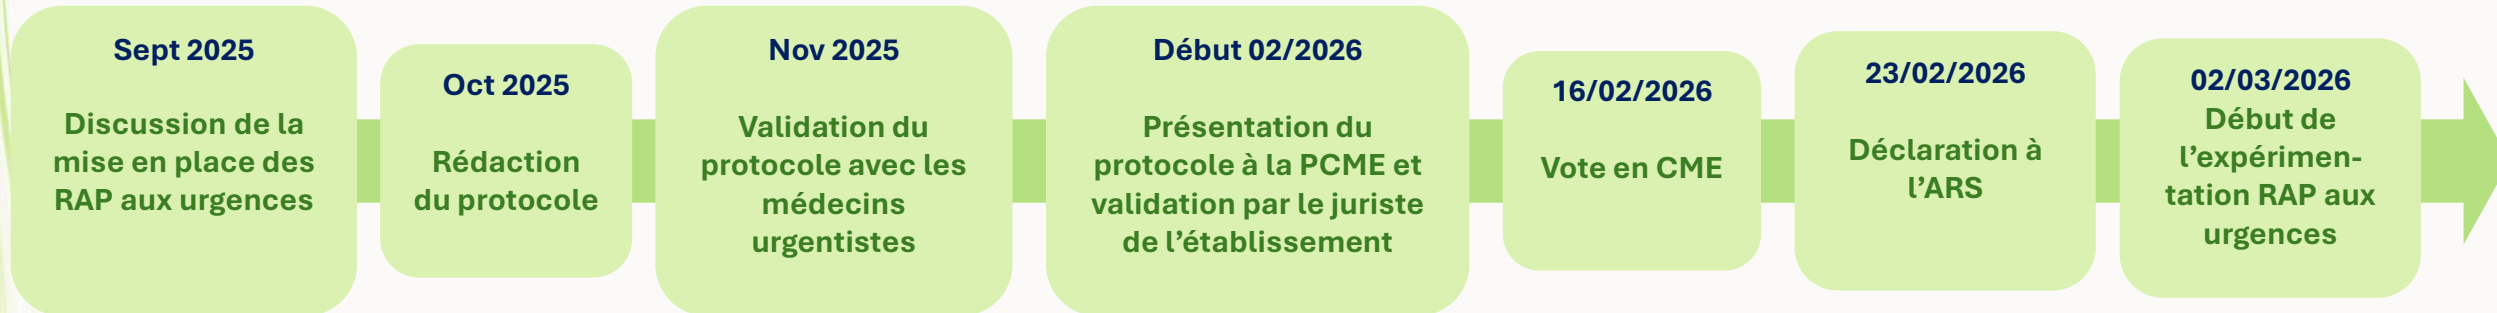 Sept 2025
Discussion de la
mise en place des
RAP aux urgences
Oct 2025
Rédaction
du protocole
Nov 2025
Validation du
protocole avec les
médecins
urgentistes
Début 02/2026
Présentation du
protocole à la PCME et
validation par le juriste
de l’établissement
16/02/2026
Vote en CME
23/02/2026
Déclaration à
l’ARS
02/03/2026
Début de
l’expérimen-
tation RAP aux
urgences